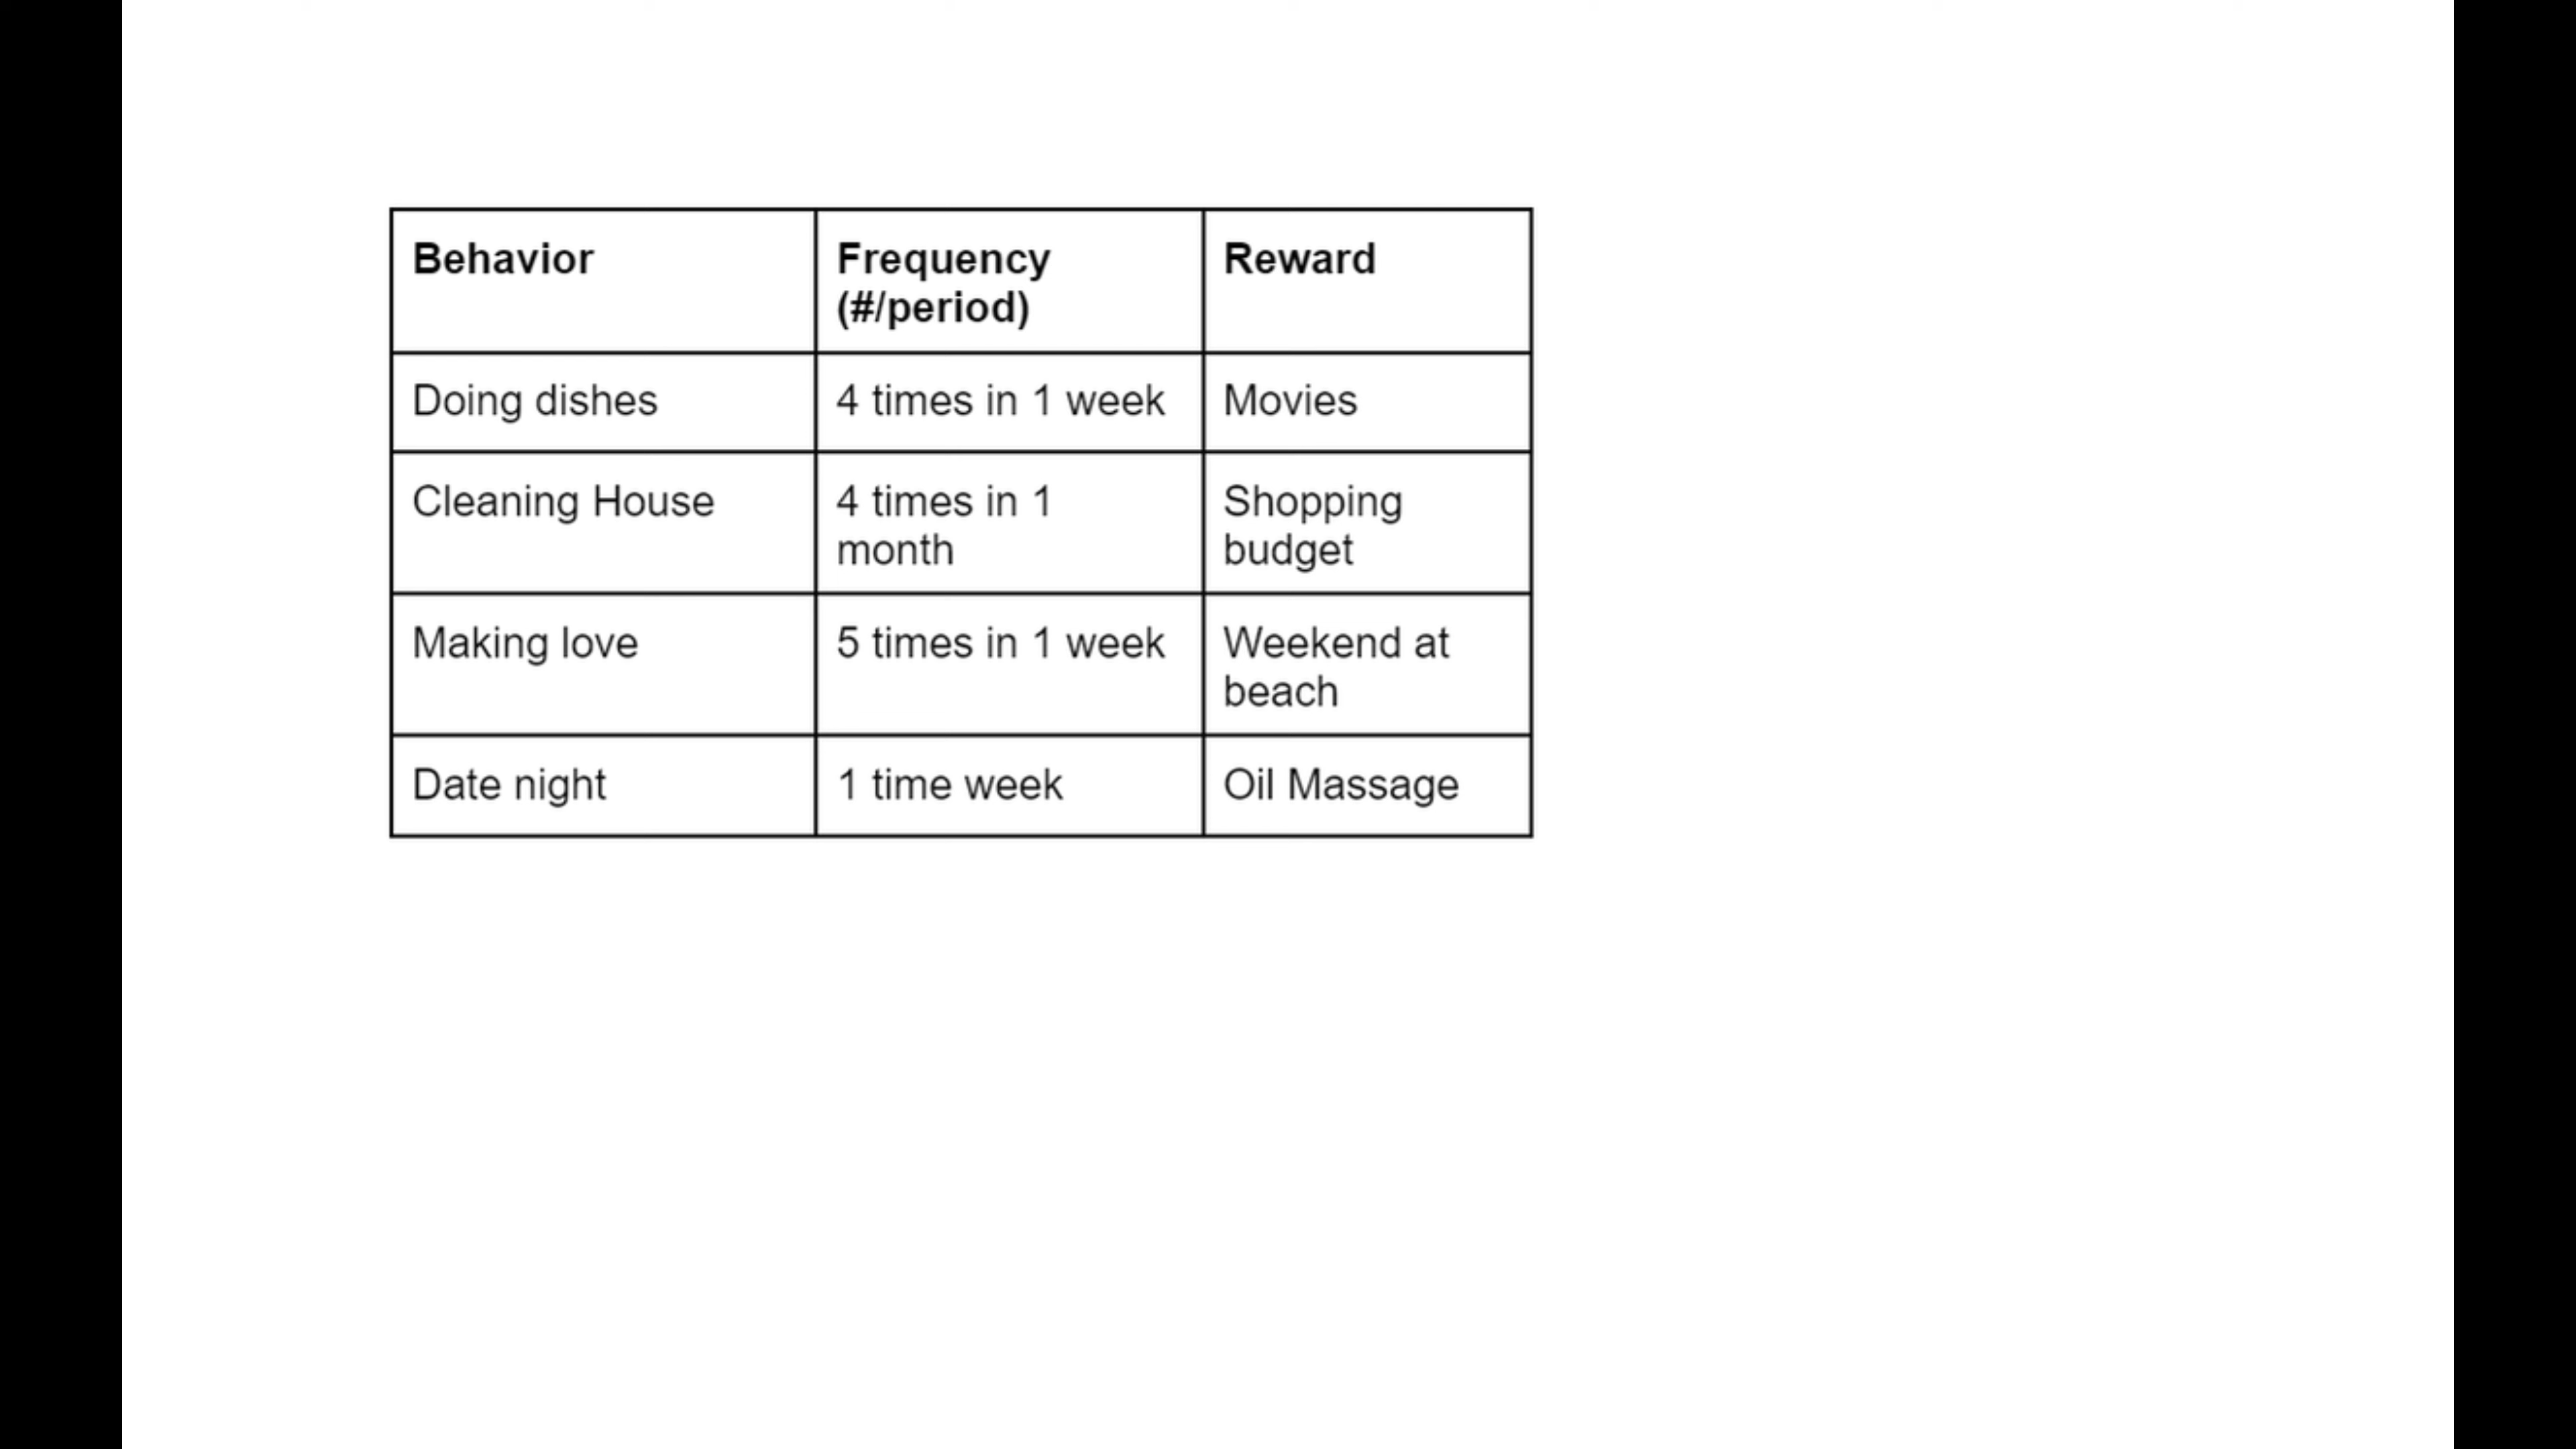 Behavior
Frequency
(#/period)
Reward
Doing dishes
4 times in 1 week
Movies
Cleaning House
4 times in 1
month
Shopping
budget
Making love
5 times in 1 week
Weekend at
beach
Date night
1 time week
Oil Massage